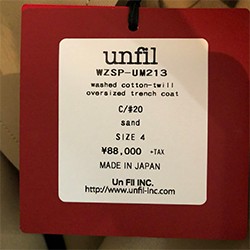 unfil
WZSP-UM213
washed cotton-twill
oversized trench coat
C/#20
sand
SIZE 4
¥88,000 +TAX
MADE IN JAPAN
Un Fil INC.
http://www.unfil-inc.com